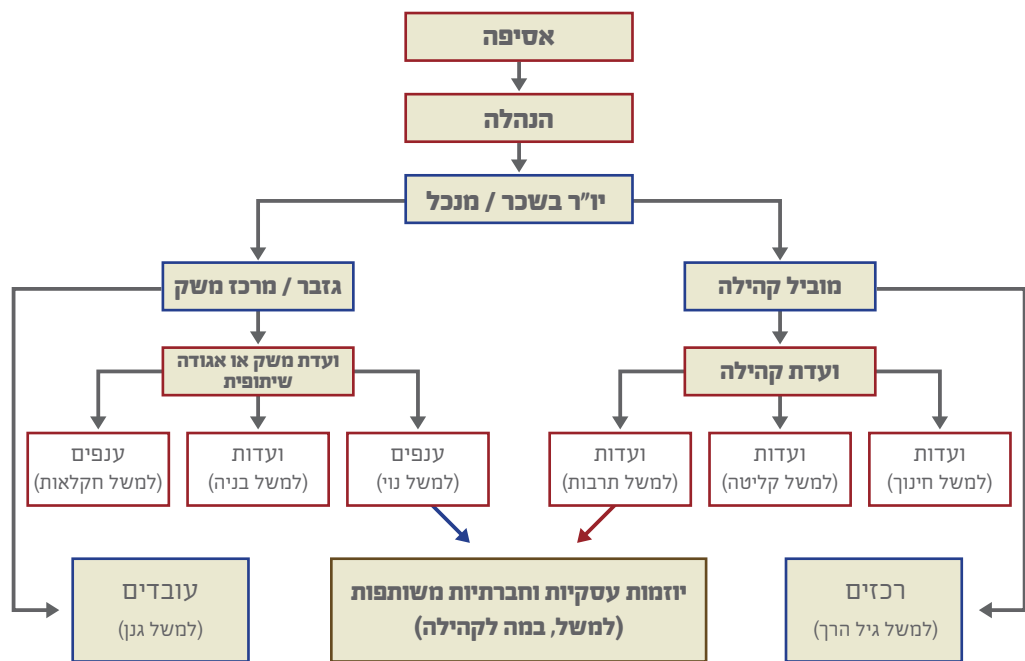 אסיפה
הנהלה
יו"ר בשכר / מנכל
מוביל קהילה
גזבר / מרכז משק
ועדת קהילה
ועדת משק או אגודה
שיתופית
ועדות
(למשל חינוך)
ועדות
(למשל קליטה)
ועדות
(למשל תרבות)
ענפים
(למשל נוי)
ועדות
(למשל בניה)
ענפים
(למשל חקלאות)
רכזים
(למשל גיל הרך)
יוזמות עסקיות וחברתיות משותפות
(למשל, במה לקהילה)
עובדים
(למשל גנן)